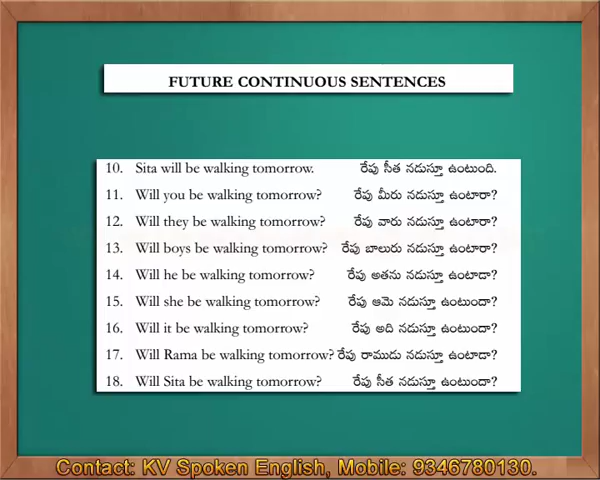 FUTURE CONTINUOUS SENTENCES
10. Sita will be walking tomorrow. రేపు సీత నడుస్తూ ఉంటుంది.
11. Will you be walking tomorrow? రేపు మీరు నడుస్తూ ఉంటారా?
12. Will they be walking tomorrow? రేపు వారు నడుస్తూ ఉంటారా?
13. Will boys be walking tomorrow? రేపు బాలురు నడుస్తూ ఉంటారా?
14. Will he be walking tomorrow? రేపు అతను నడుస్తూ ఉంటాడా?
15. Will she be walking tomorrow? రేపు ఆమె నడుస్తూ ఉంటుందా?
16. Will it be walking tomorrow? రేపు అది నడుస్తూ ఉంటుందా?
17. Will Rama be walking tomorrow? రేపు రాముడు నడుస్తూ ఉంటాడా?
18. Will Sita be walking tomorrow? రేపు సీత నడుస్తూ ఉంటుందా?
Contact: KV Spoken English, Mobile: 9346780130.